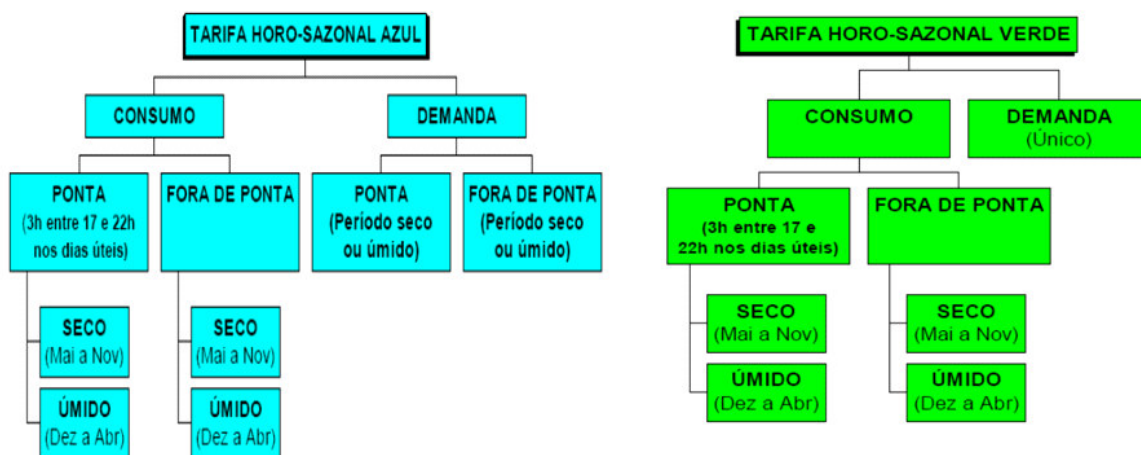 TARIFA HORO-SAZONAL AZUL
CONSUMO
DEMANDA
PONTA
(3h entre 17 e 22h
nos dias úteis)
FORA DE PONTA
PONTA
(Período seco
ou úmido)
FORA DE PONTA
(Período seco
ou úmido)
SECO
(Mai a Nov)
SECO
(Mai a Nov)
ÚMIDO
(Dez a Abr)
ÚMIDO
(Dez a Abr)
TARIFA HORO-SAZONAL VERDE
CONSUMO
DEMANDA
(Único)
PONTA
(3h entre 17 e
22h nos dias úteis)
FORA DE PONTA
SECO
(Mai a Nov)
SECO
(Mai a Nov)
ÚMIDO
(Dez a Abr)
ÚMIDO
(Dez a Abr)